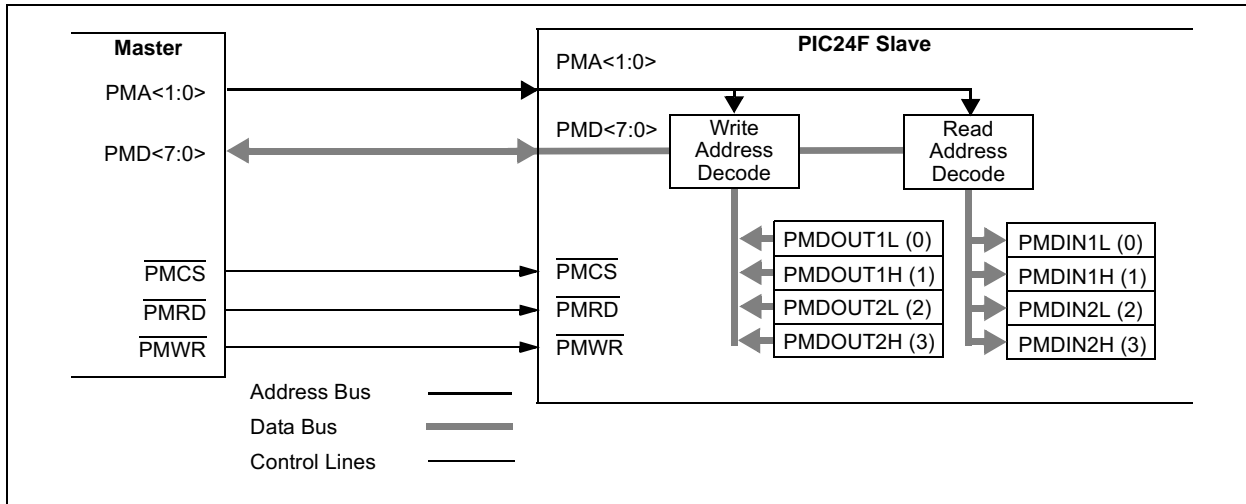 Master
PIC24F Slave
PMA<1:0>
PMA<1:0>
PMD<7:0>
PMD<7:0>
Write
Address
Decode
Read
Address
Decode
PMDOUT1L (0)
PMDOUT1H (1)
PMDOUT2L (2)
PMDOUT2H (3)
PMDIN1L (0)
PMDIN1H (1)
PMDIN2L (2)
PMDIN2H (3)
PMCS
PMCS
PMRD
PMRD
PMWR
PMWR
Address Bus
Data Bus
Control Lines